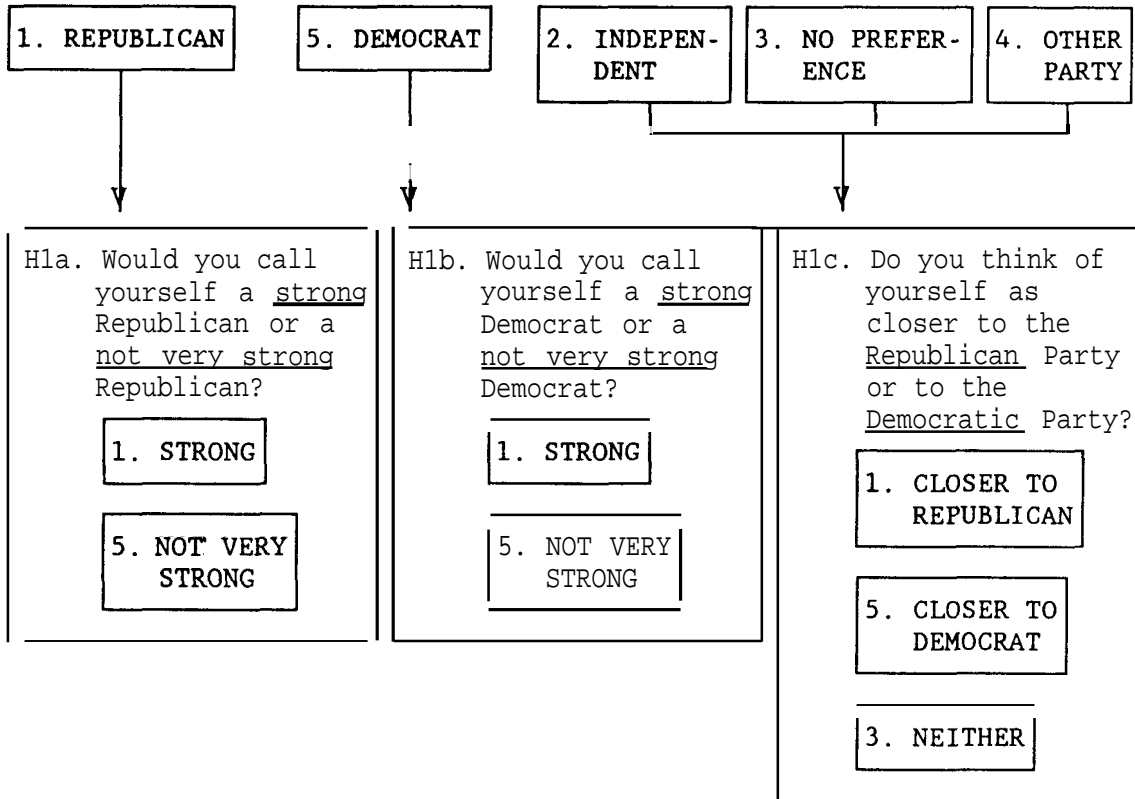 1. REPUBLICAN
5. DEMOCRAT
2. INDEPEN-
DENT
3. NO PREFER-
ENCE
4. OTHER
PARTY
H1a. Would you call
yourself a strong
Republican or a
not very strong
Republican?
1. STRONG
5. NOT VERY
STRONG
H1b. Would you call
yourself a strong
Democrat or a
not very strong
Democrat?
1. STRONG
5. NOT VERY
STRONG
H1c. Do you think of
yourself as
closer to the
Republican Party
or to the
Democratic Party?
1. CLOSER TO
REPUBLICAN
5. CLOSER TO
DEMOCRAT
3. NEITHER